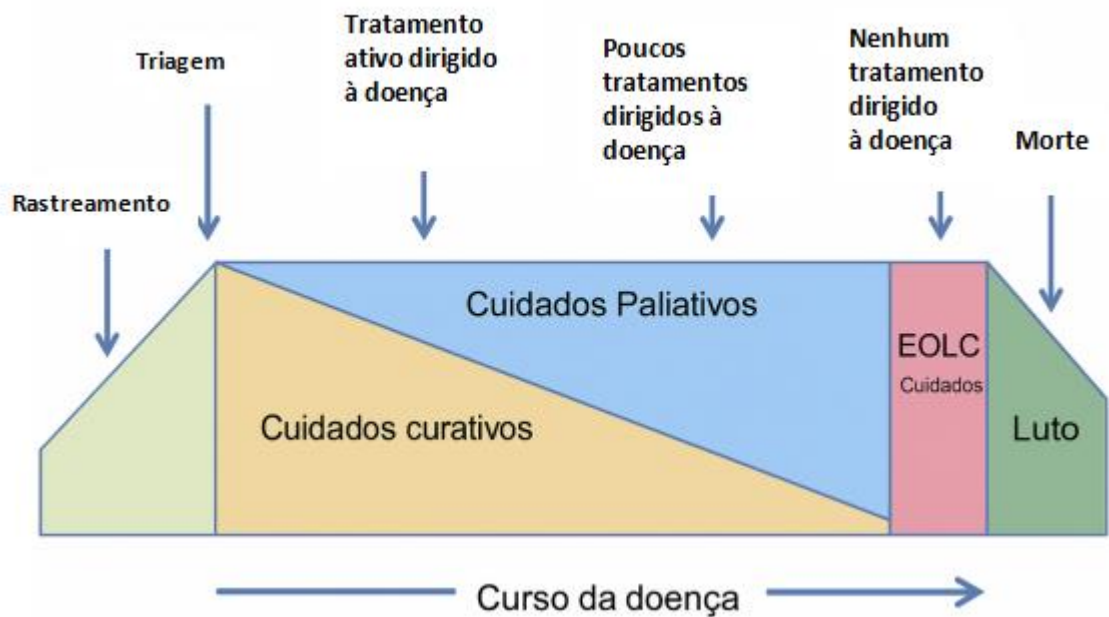 Rastreamento
Triagem
Tratamento
ativo dirigido
à doença
Poucos
tratamentos
dirigidos à
doença
Nenhum
tratamento
dirigido
à doença
Morte
Cuidados Paliativos
Cuidados curativos
EOLC
Cuidados
Luto
Curso da doença